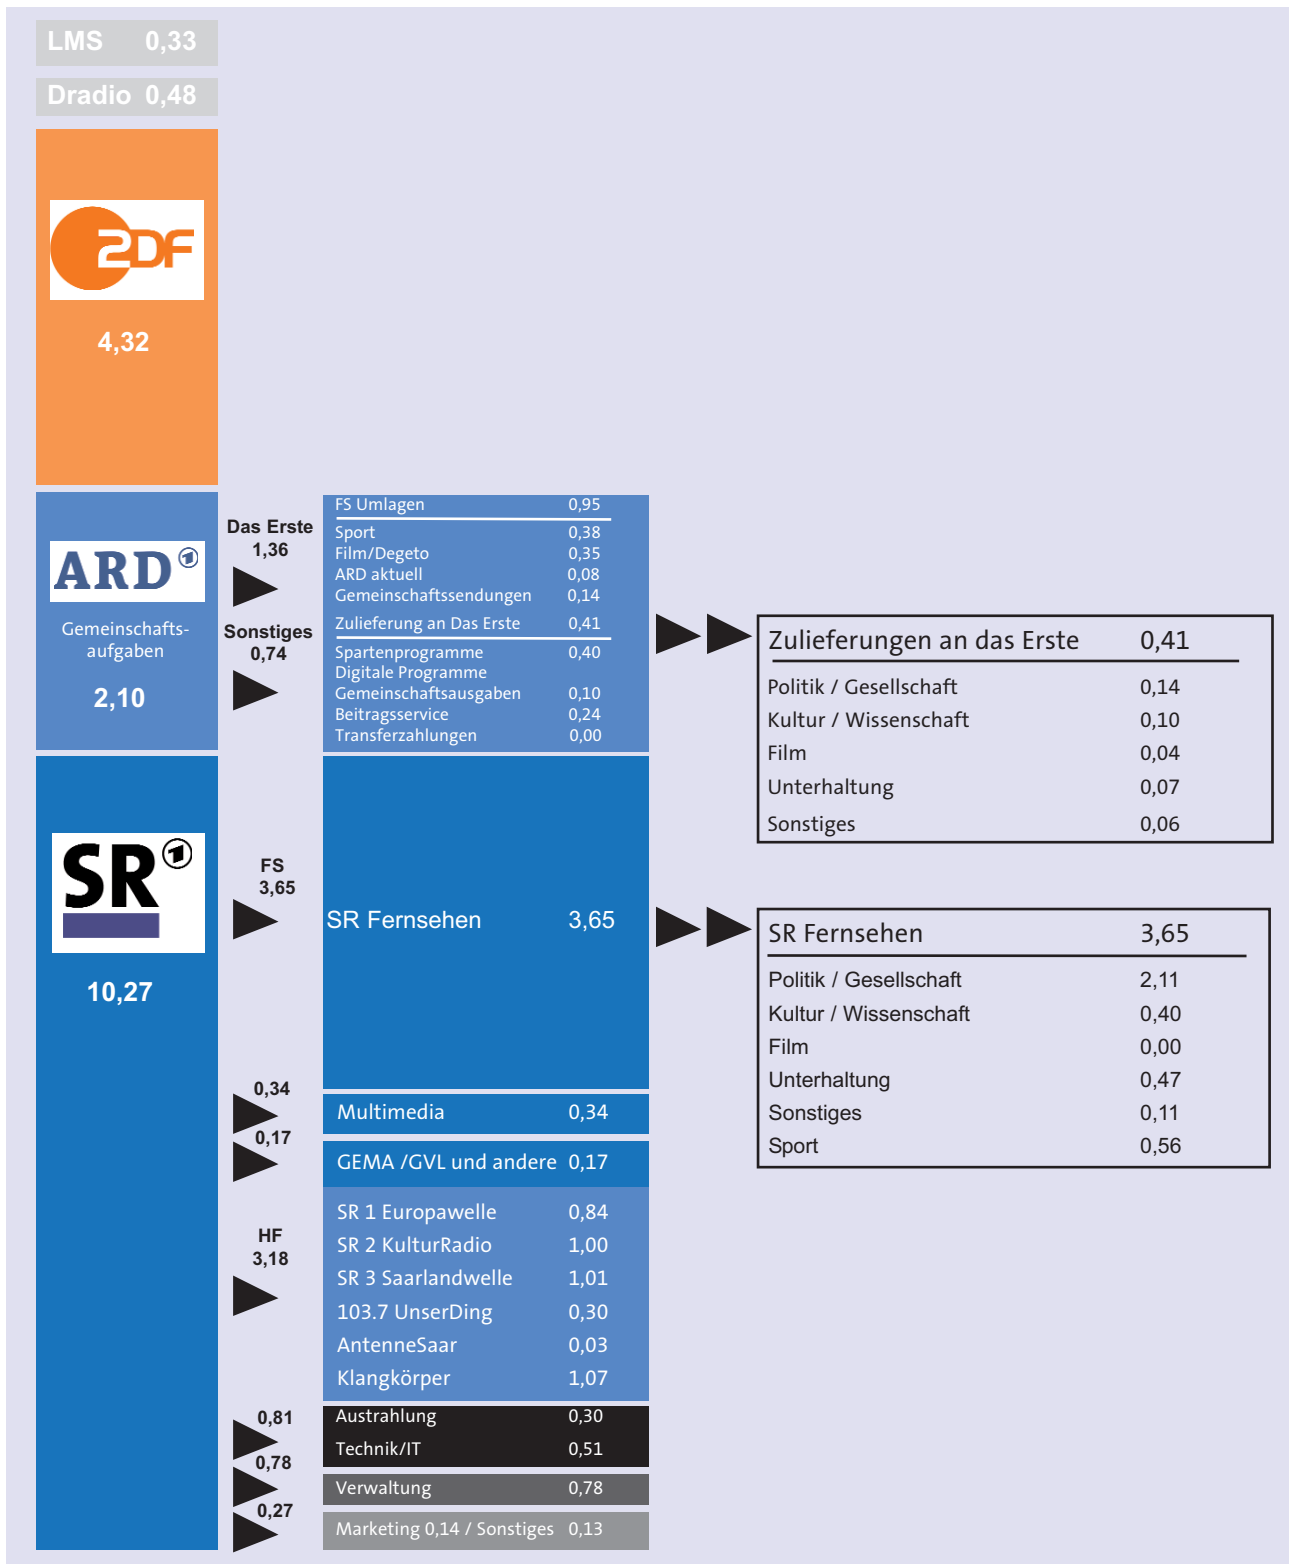 LMS 0,33
Dradio 0,48
ZDF
4,32
ARD
Gemeinschafts-
aufgaben
2,10
Das Erste
1,36
Sonstiges
0,74
FS Umlagen 0,95
Sport 0,38
Film/Degeto 0,35
ARD aktuell 0,08
Gemeinschaftssendungen 0,14
Zulieferung an Das Erste 0,41
Spartenprogramme 0,40
Digitale Programme
Gemeinschaftsausgaben 0,10
Beitragsservice 0,24
Transferzahlungen 0,00
Zulieferungen an das Erste 0,41
Politik / Gesellschaft 0,14
Kultur / Wissenschaft 0,10
Film 0,04
Unterhaltung 0,07
Sonstiges 0,06
SR
10,27
FS
3,65
SR Fernsehen 3,65
SR Fernsehen 3,65
Politik / Gesellschaft 2,11
Kultur / Wissenschaft 0,40
Film 0,00
Unterhaltung 0,47
Sonstiges 0,11
Sport 0,56
0,34
Multimedia 0,34
0,17
GEMA /GVL und andere 0,17
HF
3,18
SR 1 Europawelle 0,84
SR 2 KulturRadio 1,00
SR 3 Saarlandwelle 1,01
103.7 UnserDing 0,30
AntenneSaar 0,03
Klangkörper 1,07
0,81
Austrahlung 0,30
Technik/IT 0,51
0,78
Verwaltung 0,78
0,27
Marketing 0,14 / Sonstiges 0,13